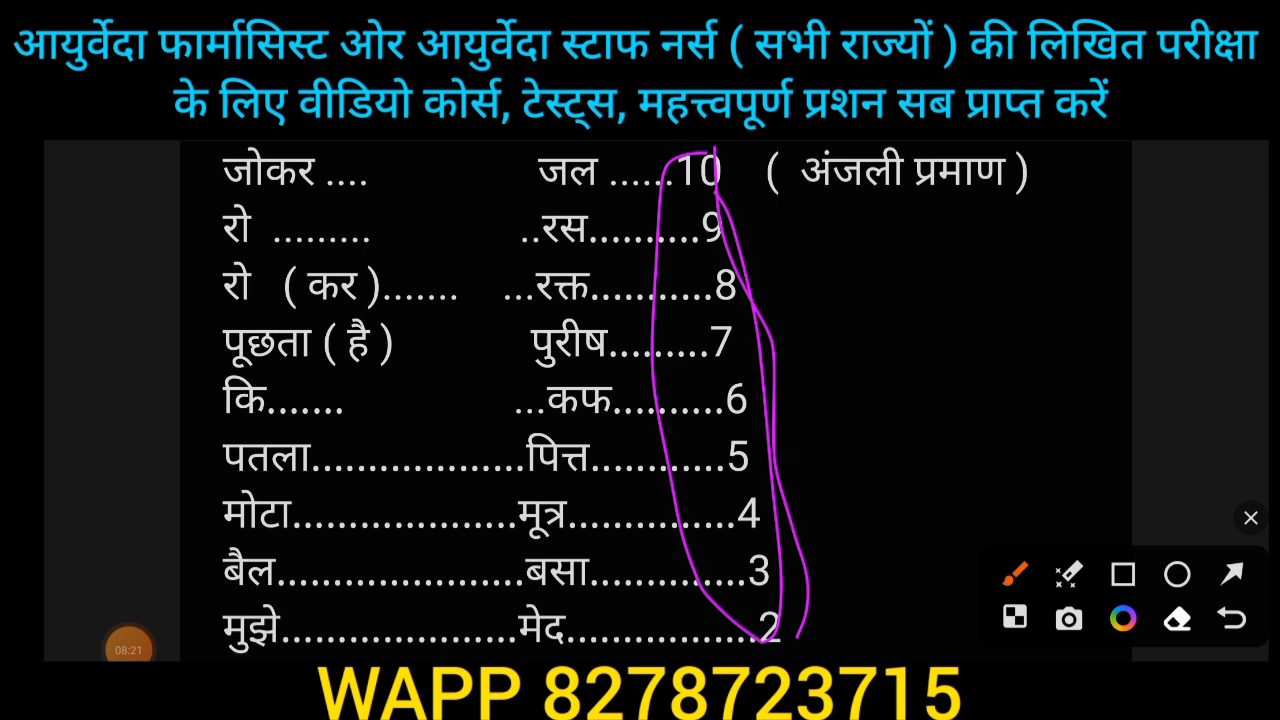 आयुर्वेदा फार्मासिस्ट ओर आयुर्वेदा स्टाफ नर्स ( सभी राज्यों ) की लिखित परीक्षा
के लिए वीडियो कोर्स, टेस्ट्स, महत्त्वपूर्ण प्रशन सब प्राप्त करें
जोकर .... जल ......10 ( अंजली प्रमाण )
रो ......... ..रस..........9
रो ( कर )....... ...रक्त...........8
पूछता ( है ) पुरीष.........7
कि....... ...कफ..........6
पतला...................पित्त............5
मोटा....................मूत्र...............4
बैल......................बसा..............3
मुझे.....................मेद.................2
08:21
WAPP 8278723715